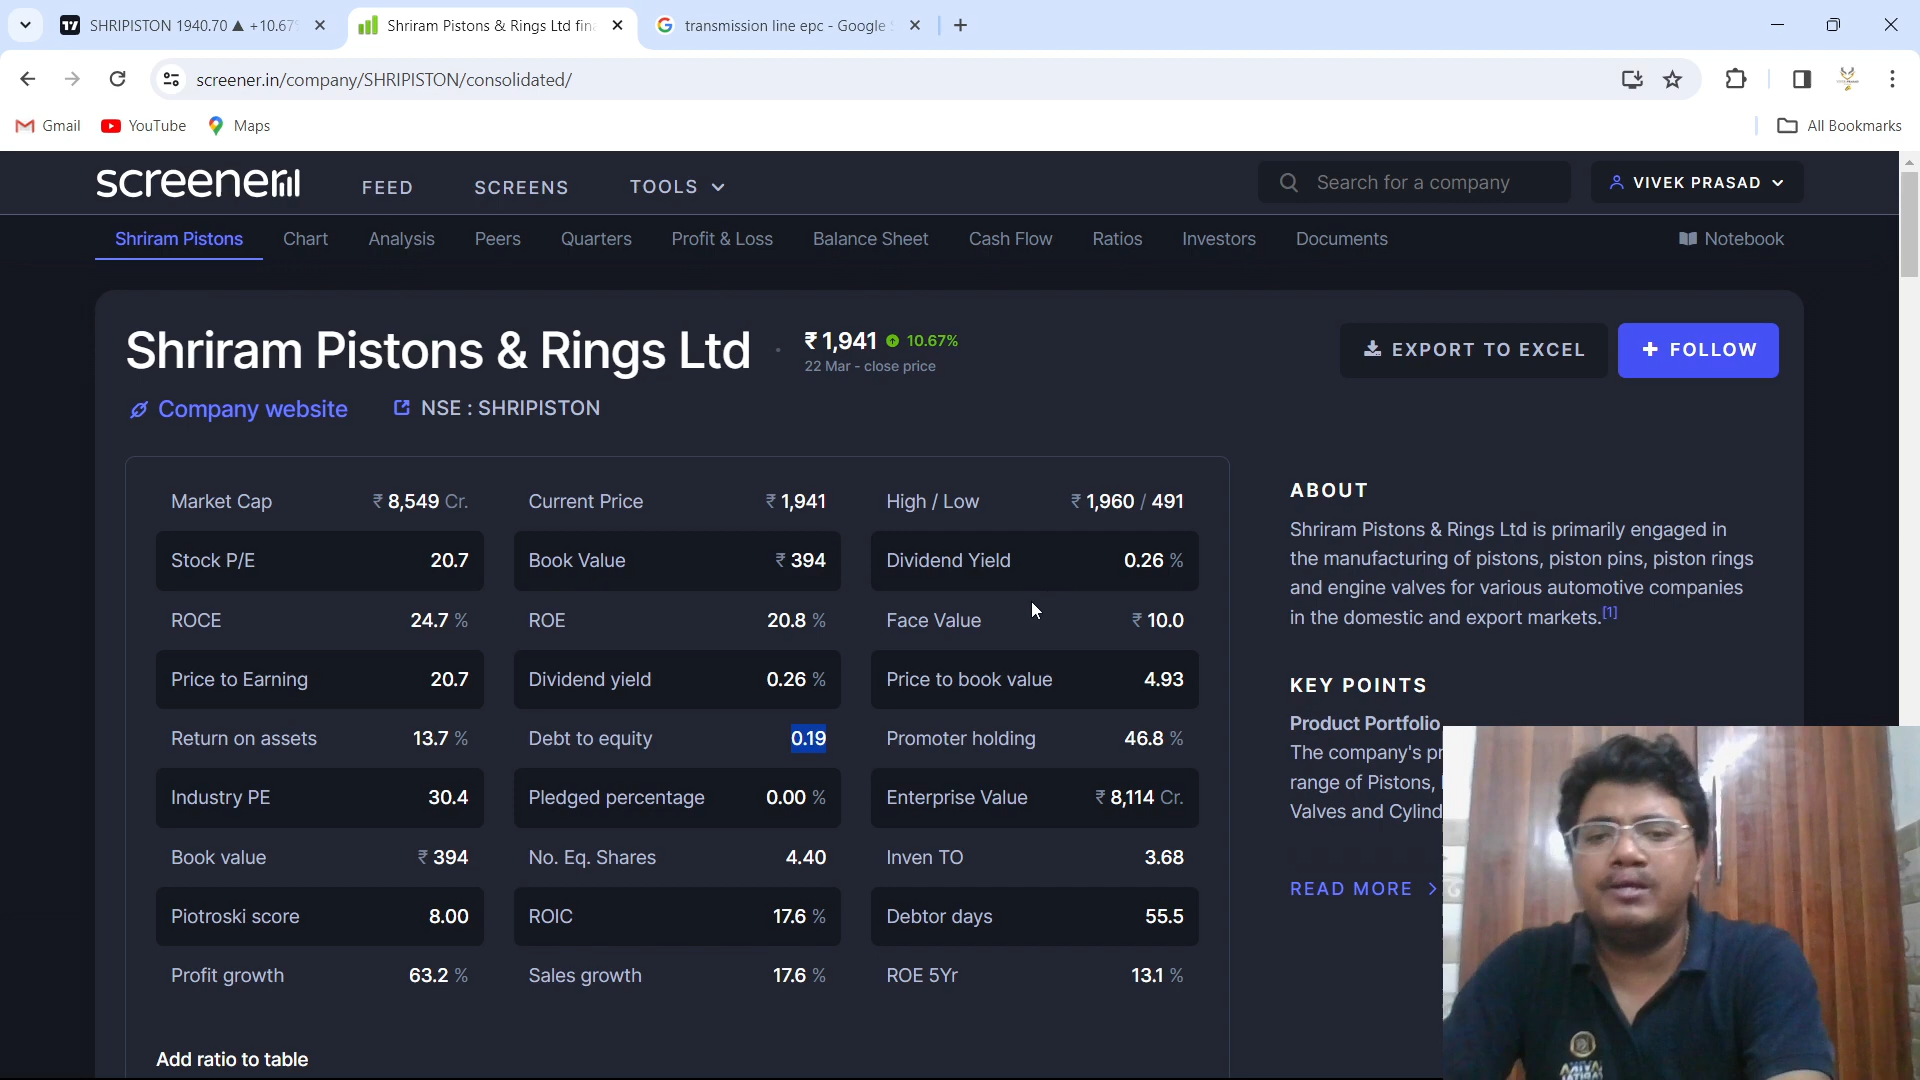 SHRIPISTON 1940.70 ▲ +10.67%
Shriram Pistons & Rings Ltd fina
transmission line epc - Google
screener.in/company/SHRIPISTON/consolidated/
Gmail
YouTube
Maps
All Bookmarks
screener
FEED
SCREENS
TOOLS
Search for a company
VIVEK PRASAD
Shriram Pistons
Chart
Analysis
Peers
Quarters
Profit & Loss
Balance Sheet
Cash Flow
Ratios
Investors
Documents
Notebook
Shriram Pistons & Rings Ltd
₹ 1,941 10.67%
22 Mar - close price
EXPORT TO EXCEL
+ FOLLOW
Company website
NSE : SHRIPISTON
Market Cap ₹ 8,549 Cr.
Current Price ₹ 1,941
High / Low ₹ 1,960 / 491
Stock P/E 20.7
Book Value ₹ 394
Dividend Yield 0.26 %
ROCE 24.7 %
ROE 20.8 %
Face Value ₹ 10.0
Price to Earning 20.7
Dividend yield 0.26 %
Price to book value 4.93
Return on assets 13.7 %
Debt to equity 0.19
Promoter holding 46.8 %
Industry PE 30.4
Pledged percentage 0.00 %
Enterprise Value ₹ 8,114 Cr.
Book value ₹ 394
No. Eq. Shares 4.40
Inven TO 3.68
Piotroski score 8.00
ROIC 17.6 %
Debtor days 55.5
Profit growth 63.2 %
Sales growth 17.6 %
ROE 5Yr 13.1 %
Add ratio to table
ABOUT
Shriram Pistons & Rings Ltd is primarily engaged in
the manufacturing of pistons, piston pins, piston rings
and engine valves for various automotive companies
in the domestic and export markets.[1]
KEY POINTS
Product Portfolio
The company's pr
range of Pistons,
Valves and Cylind
READ MORE